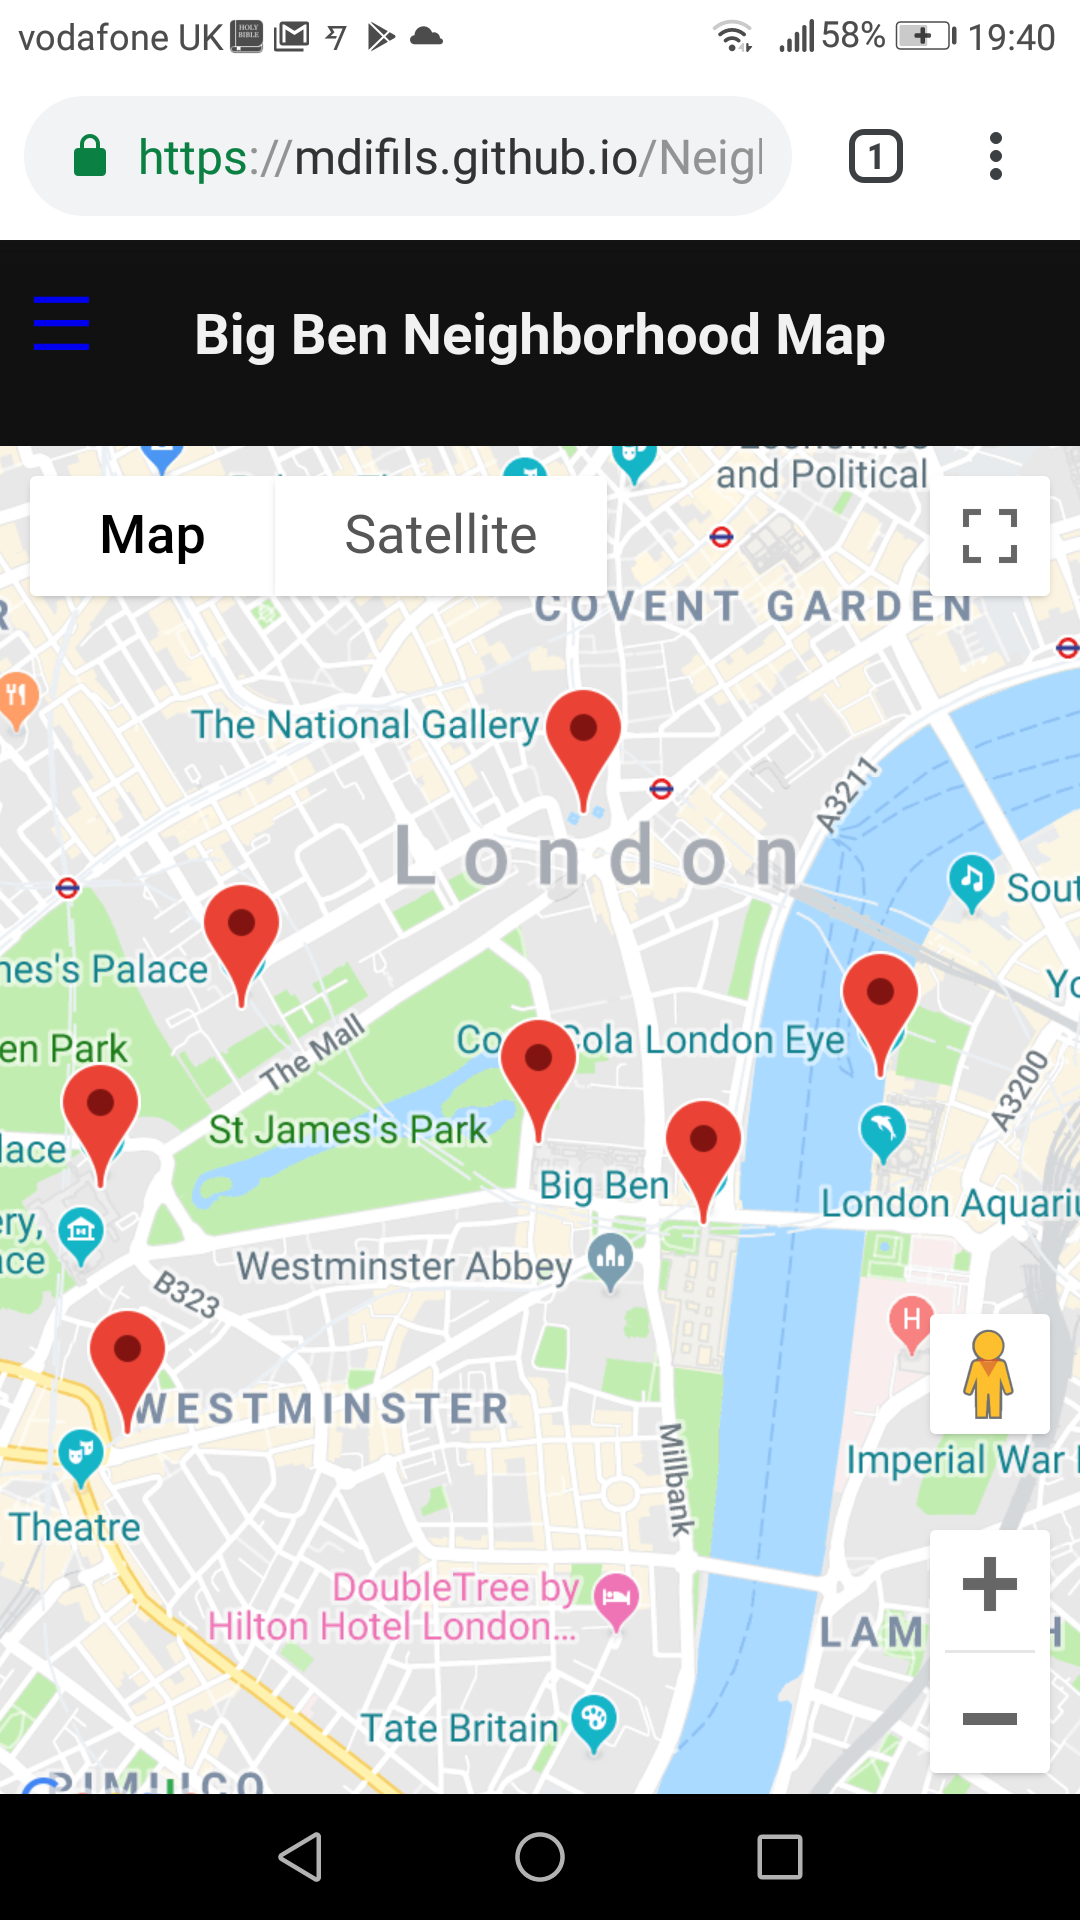 vodafone UK
HOLY BIBLE
58%
19:40
https://mdifils.github.io/Neigl
1
Big Ben Neighborhood Map
and Political
Map
Satellite
COVENT GARDEN
The National Gallery
A3211
London
Sout
nes's Palace
Yo
en Park
The Mall
Cola London Eye
A3200
St James's Park
lace
Big Ben
London Aquariu
ery,
ce
Westminster Abbey
B323
H
WESTMINSTER
Millbank
Imperial War
Theatre
DoubleTree by
Hilton Hotel London...
LAM H
Tate Britain
PIMLICO